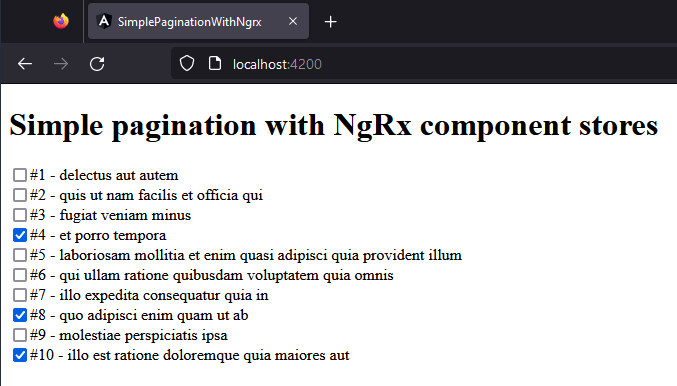 SimplePaginationWithNgrx
localhost:4200
Simple pagination with NgRx component stores
#1 - delectus aut autem
#2 - quis ut nam facilis et officia qui
#3 - fugiat veniam minus
#4 - et porro tempora
#5 - laboriosam mollitia et enim quasi adipisci quia provident illum
#6 - qui ullam ratione quibusdam voluptatem quia omnis
#7 - illo expedita consequatur quia in
#8 - quo adipisci enim quam ut ab
#9 - molestiae perspiciatis ipsa
#10 - illo est ratione doloremque quia maiores aut